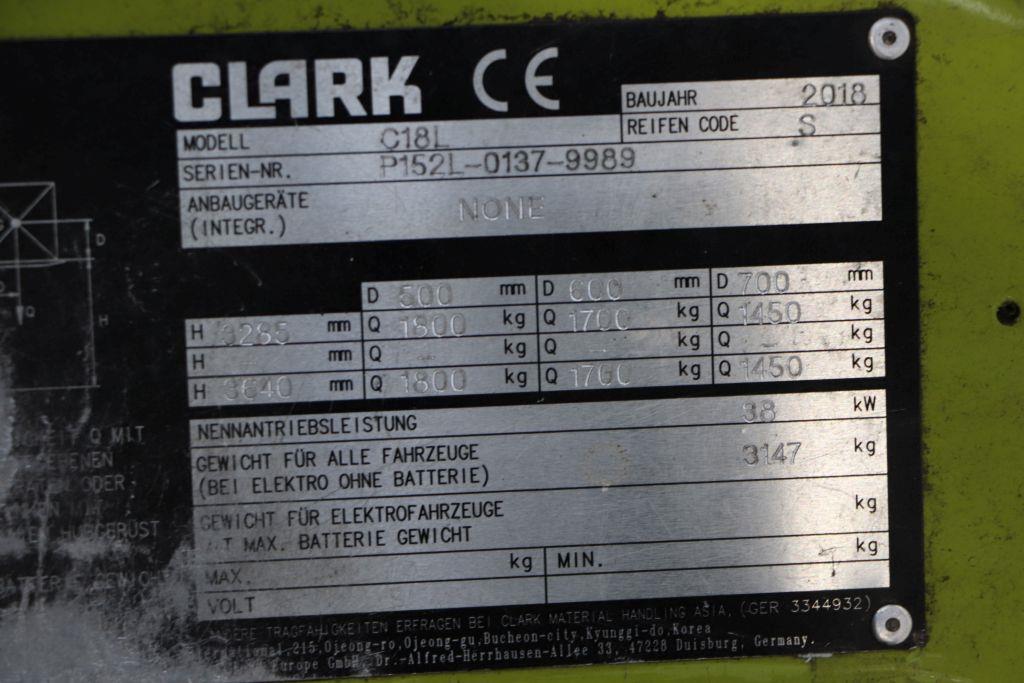 CLARK CE
BAUJAHR 2018
REIFEN CODE S
MODELL C18L
SERIEN-NR. P152L-0137-9989
ANBAUGERÄTE NONE
(INTEGR.)
D 500 mm D 600 mm D 700 mm
H 3285 mm Q 1800 kg Q 1700 kg Q 1450 kg
H mm Q kg Q kg Q kg
H 3640 mm Q 1800 kg Q 1700 kg Q 1450 kg
D
Q
H
NENNANTRIEBSLEISTUNG 38 kW
GEWICHT FÜR ALLE FAHRZEUGE 3147 kg
(BEI ELEKTRO OHNE BATTERIE)
GEWICHT FÜR ELEKTROFAHRZEUGE kg
MAX. BATTERIE GEWICHT
MAX. kg MIN. kg
VOLT
Q MIT
ODER
HUBGERÜST
TRAGFÄHIGKEITEN ERFRAGEN BEI CLARK MATERIAL HANDLING ASIA, (GER 3344932)
215, Ojeong-ro, Ojeong-gu, Bucheon-city, Kyunggi-do, Korea
Europe GmbH, Dr.-Alfred-Herrhausen-Allee 33, 47228 Duisburg, Germany.